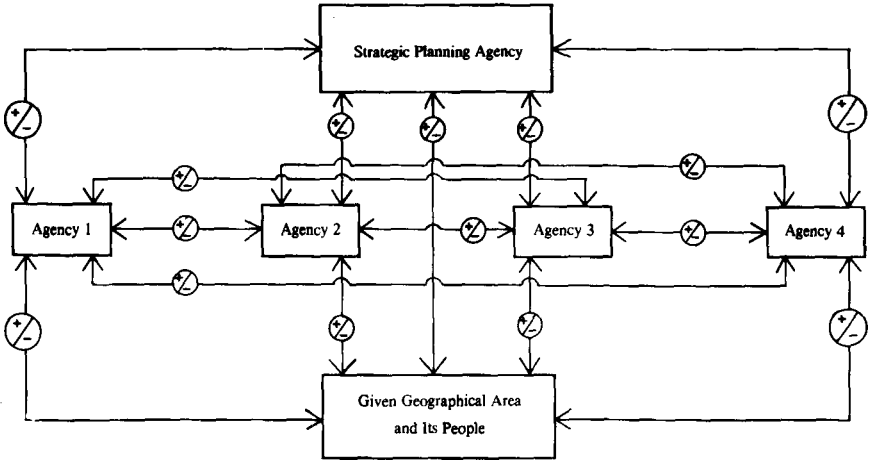 Strategic Planning Agency
+/-
+/-
+/-
+/-
+/-
+/-
+/-
Agency 1
+/-
Agency 2
+/-
Agency 3
+/-
Agency 4
+/-
+/-
+/-
+/-
+/-
Given Geographical Area
and Its People